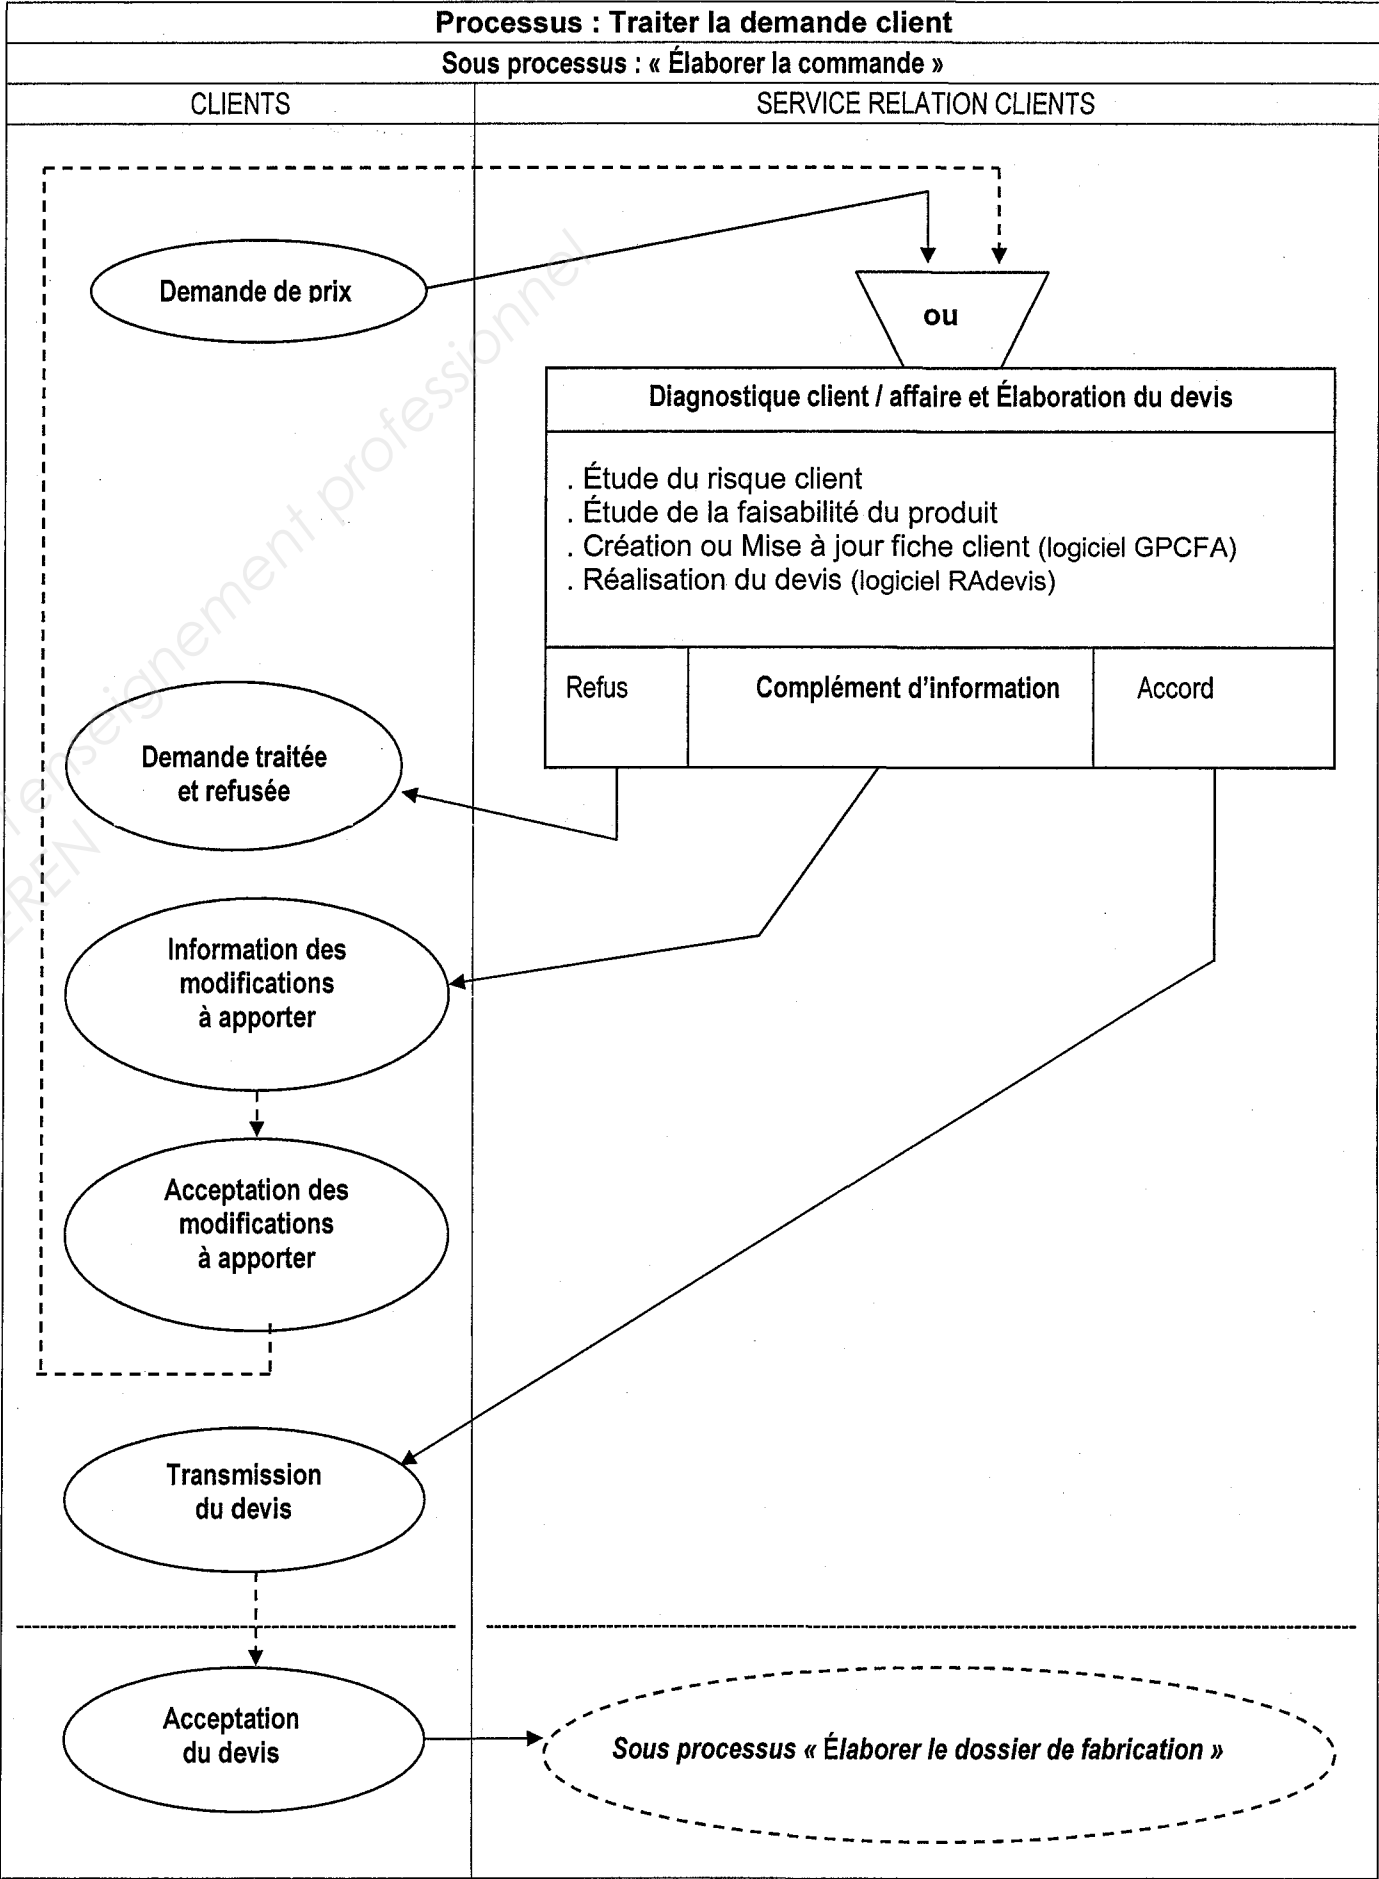 Processus : Traiter la demande client
Sous processus : « Élaborer la commande »
CLIENTS
SERVICE RELATION CLIENTS
Demande de prix
ou
Diagnostique client / affaire et Élaboration du devis
. Étude du risque client
. Étude de la faisabilité du produit
. Création ou Mise à jour fiche client (logiciel GPCFA)
. Réalisation du devis (logiciel RAdevis)
Refus
Complément d'information
Accord
Demande traitée
et refusée
Information des
modifications
à apporter
Acceptation des
modifications
à apporter
Transmission
du devis
Acceptation
du devis
Sous processus « Élaborer le dossier de fabrication »
l'enseignement professionnel